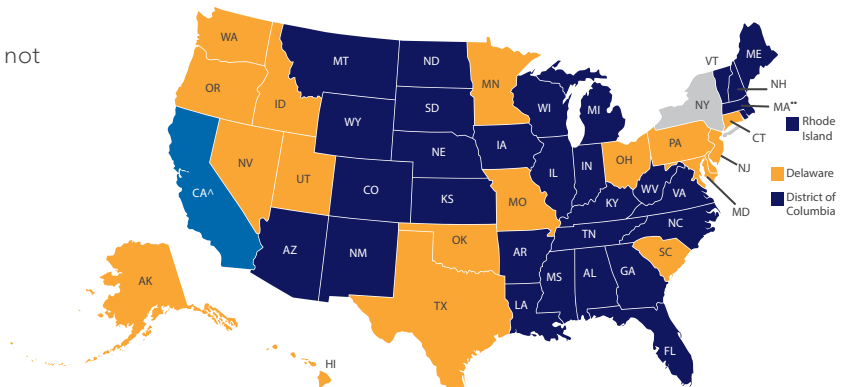 not
WA
MT
ND
MN
VT
ME
OR
ID
SD
WI
MI
NY
NH
MA**
Rhode
Island
WY
CT
NV
NE
IA
PA
OH
NJ
CA^
UT
CO
KS
MO
IL
IN
WV
VA
Delaware
MD
District of
Columbia
KY
NC
AZ
NM
OK
AR
TN
SC
AK
TX
MS
AL
GA
LA
HI
FL